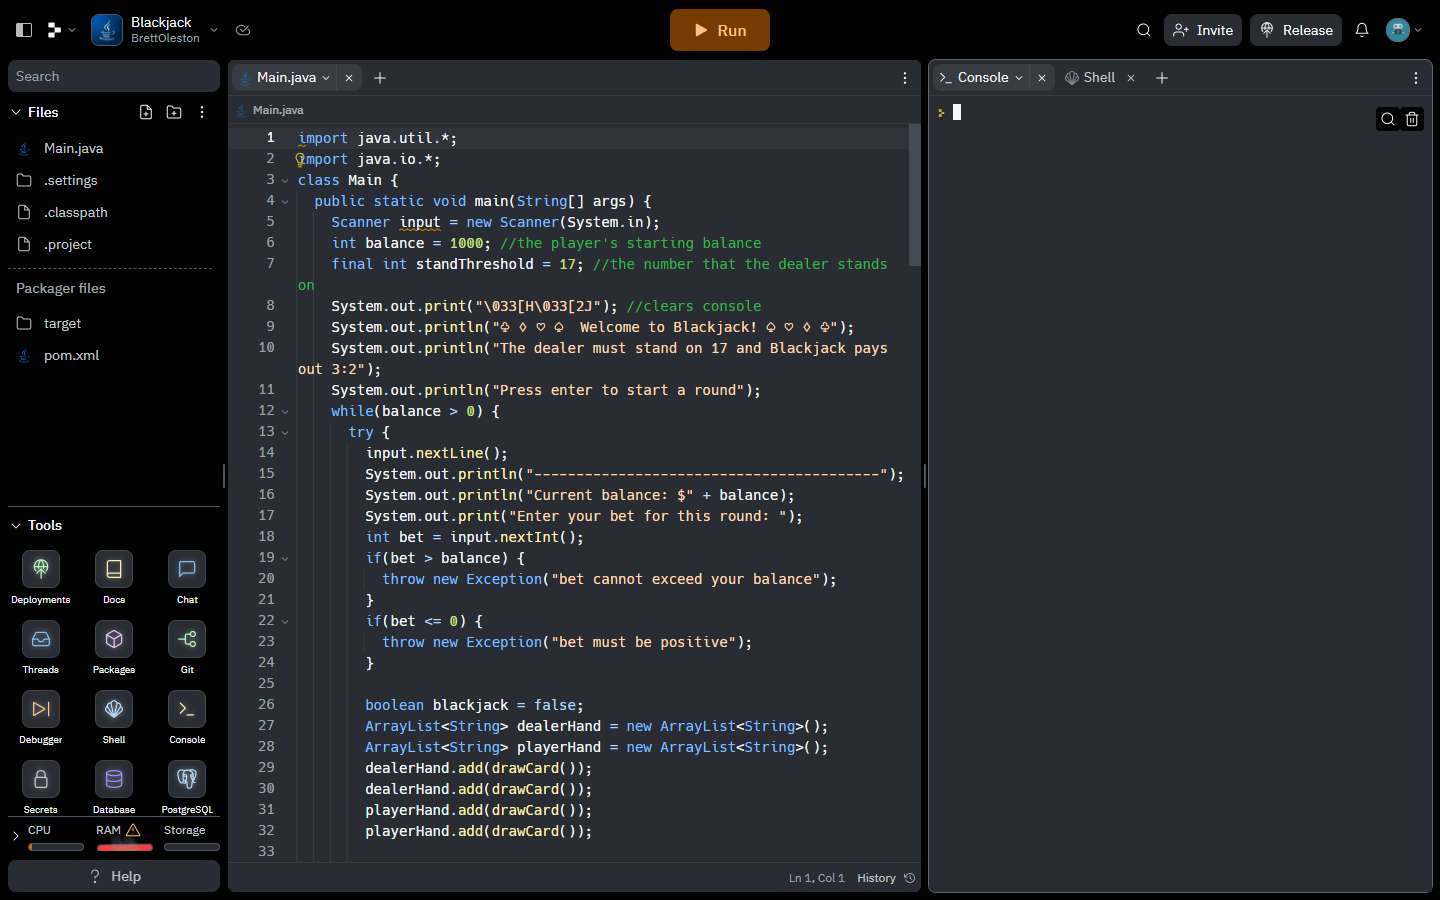 Blackjack
BrettOleston
Run
Invite
Release
Search
Files
Main.java
.settings
.classpath
.project
Packager files
target
pom.xml
Tools
Deployments
Docs
Chat
Threads
Packages
Git
Debugger
Shell
Console
Secrets
Database
PostgreSQL
CPU
RAM
Storage
? Help
Main.java
Main.java
1 import java.util.*;
2 import java.io.*;
3 class Main {
4 public static void main(String[] args) {
5 Scanner input = new Scanner(System.in);
6 int balance = 1000; //the player's starting balance
7 final int standThreshold = 17; //the number that the dealer stands
on
8 System.out.print("\033[H\033[2J"); //clears console
9 System.out.println("♧ ◊ ♡ ♤  Welcome to Blackjack! ♤ ♡ ◊ ♧");
10 System.out.println("The dealer must stand on 17 and Blackjack pays
out 3:2");
11 System.out.println("Press enter to start a round");
12 while(balance > 0) {
13 try {
14 input.nextLine();
15 System.out.println("-----------------------------------------");
16 System.out.println("Current balance: $" + balance);
17 System.out.print("Enter your bet for this round: ");
18 int bet = input.nextInt();
19 if(bet > balance) {
20 throw new Exception("bet cannot exceed your balance");
21 }
22 if(bet <= 0) {
23 throw new Exception("bet must be positive");
24 }
25
26 boolean blackjack = false;
27 ArrayList<String> dealerHand = new ArrayList<String>();
28 ArrayList<String> playerHand = new ArrayList<String>();
29 dealerHand.add(drawCard());
30 dealerHand.add(drawCard());
31 playerHand.add(drawCard());
32 playerHand.add(drawCard());
33
Ln 1, Col 1 History
Console
Shell